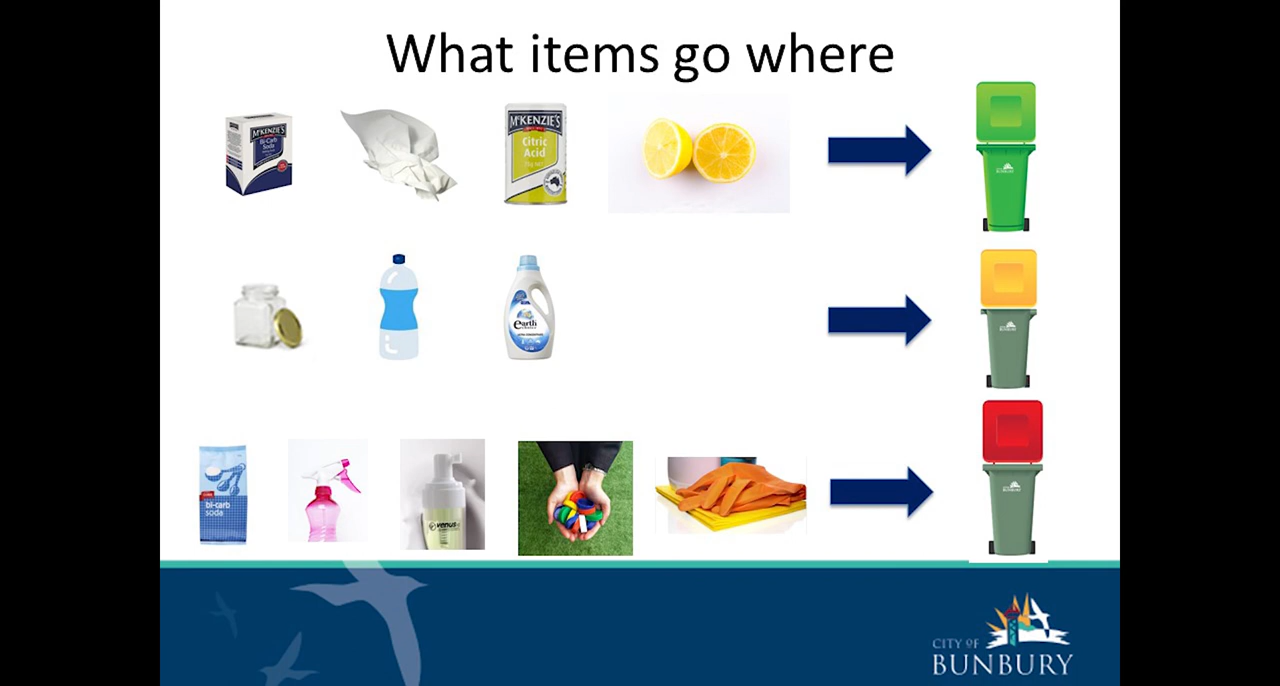 What items go where
McKENZIE'S
Bi-Carb
Soda
McKENZIE'S
Citric
Acid
earth
venus
bi-carb
soda
CITY OF
BUNBURY